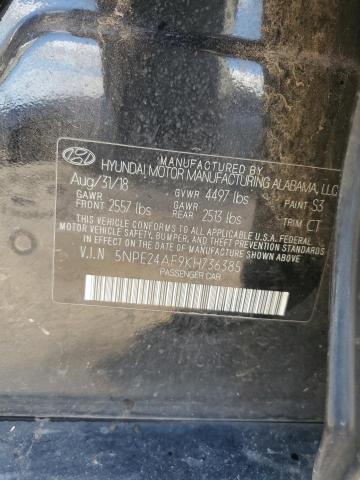 MANUFACTURED BY
HYUNDAI MOTOR MANUFACTURING ALABAMA, LLC
Aug/31/18 GVWR 4497 lbs PAINT S3
GAWR FRONT 2557 lbs GAWR REAR 2513 lbs TRIM CT
THIS VEHICLE CONFORMS TO ALL APPLICABLE U.S.A. FEDERAL
MOTOR VEHICLE SAFETY, BUMPER, AND THEFT PREVENTION
STANDARDS IN EFFECT ON THE DATE OF MANUFACTURE SHOWN ABOVE.
V.I.N 5NPE24AF9KH736385
PASSENGER CAR